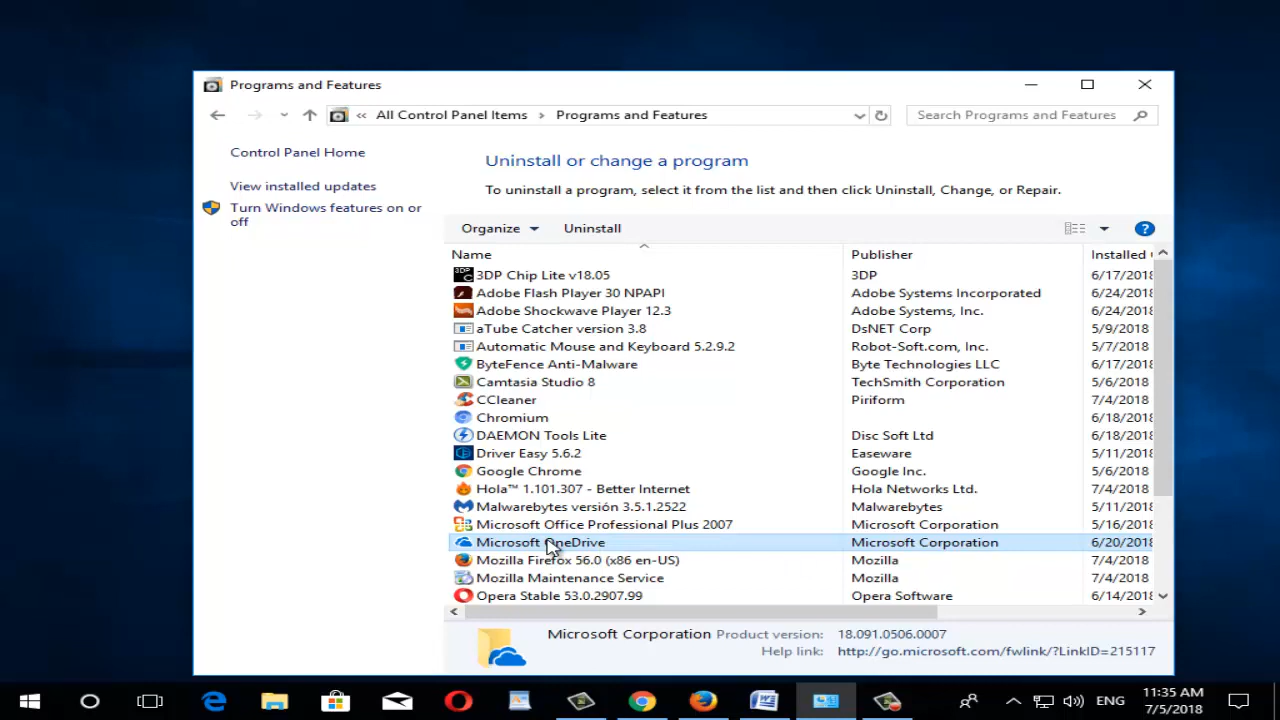 Programs and Features
« All Control Panel Items › Programs and Features
Search Programs and Features
Control Panel Home
View installed updates
Turn Windows features on or
off
Uninstall or change a program
To uninstall a program, select it from the list and then click Uninstall, Change, or Repair.
Organize Uninstall
Name Publisher Installed
3DP Chip Lite v18.05 3DP 6/17/2018
Adobe Flash Player 30 NPAPI Adobe Systems Incorporated 6/24/2018
Adobe Shockwave Player 12.3 Adobe Systems, Inc. 6/24/2018
aTube Catcher version 3.8 DsNET Corp 5/9/2018
Automatic Mouse and Keyboard 5.2.9.2 Robot-Soft.com, Inc. 5/7/2018
ByteFence Anti-Malware Byte Technologies LLC 6/17/2018
Camtasia Studio 8 TechSmith Corporation 5/6/2018
CCleaner Piriform 7/4/2018
Chromium 6/18/2018
DAEMON Tools Lite Disc Soft Ltd 6/18/2018
Driver Easy 5.6.2 Easeware 5/11/2018
Google Chrome Google Inc. 5/6/2018
Hola™ 1.101.307 - Better Internet Hola Networks Ltd. 7/4/2018
Malwarebytes versión 3.5.1.2522 Malwarebytes 5/11/2018
Microsoft Office Professional Plus 2007 Microsoft Corporation 5/16/2018
Microsoft OneDrive Microsoft Corporation 6/20/2018
Mozilla Firefox 56.0 (x86 en-US) Mozilla 7/4/2018
Mozilla Maintenance Service Mozilla 7/4/2018
Opera Stable 53.0.2907.99 Opera Software 6/14/2018
Microsoft Corporation Product version: 18.091.0506.0007
Help link: http://go.microsoft.com/fwlink/?LinkID=215117
ENG
11:35 AM
7/5/2018